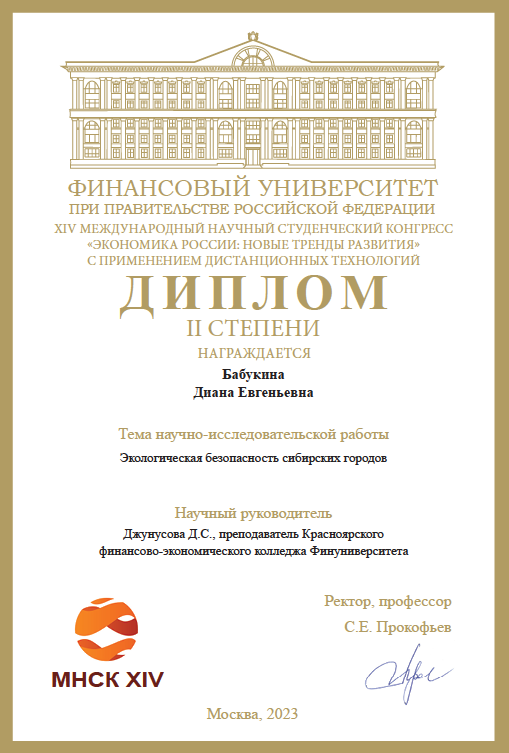 ФИНАНСОВЫЙ УНИВЕРСИТЕТ
ПРИ ПРАВИТЕЛЬСТВЕ РОССИЙСКОЙ ФЕДЕРАЦИИ
XIV МЕЖДУНАРОДНЫЙ НАУЧНЫЙ СТУДЕНЧЕСКИЙ КОНГРЕСС
«ЭКОНОМИКА РОССИИ: НОВЫЕ ТРЕНДЫ РАЗВИТИЯ»
С ПРИМЕНЕНИЕМ ДИСТАНЦИОННЫХ ТЕХНОЛОГИЙ
ДИПЛОМ
II СТЕПЕНИ
НАГРАЖДАЕТСЯ
Бабукина
Диана Евгеньевна
Тема научно-исследовательской работы
Экологическая безопасность сибирских городов
Научный руководитель
Джунусова Д.С., преподаватель Красноярского
финансово-экономического колледжа Финуниверситета
Ректор, профессор
С.Е. Прокофьев
МНСК XIV
Москва, 2023